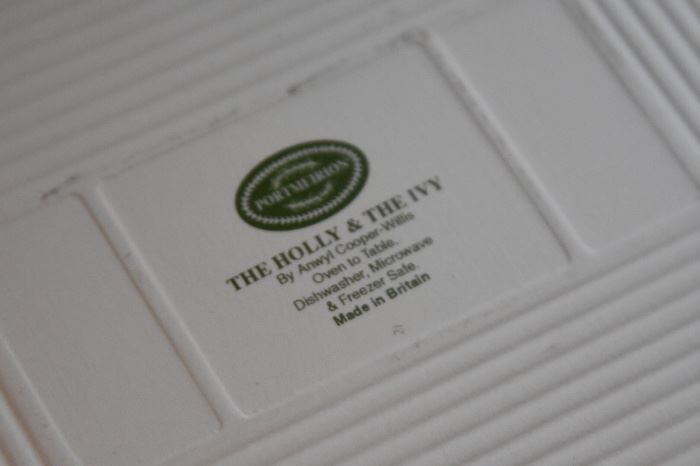 PORTMEIRION
THE HOLLY & THE IVY
By Anwyl Cooper-Willis
Oven to Table.
Dishwasher, Microwave
& Freezer Safe.
Made in Britain